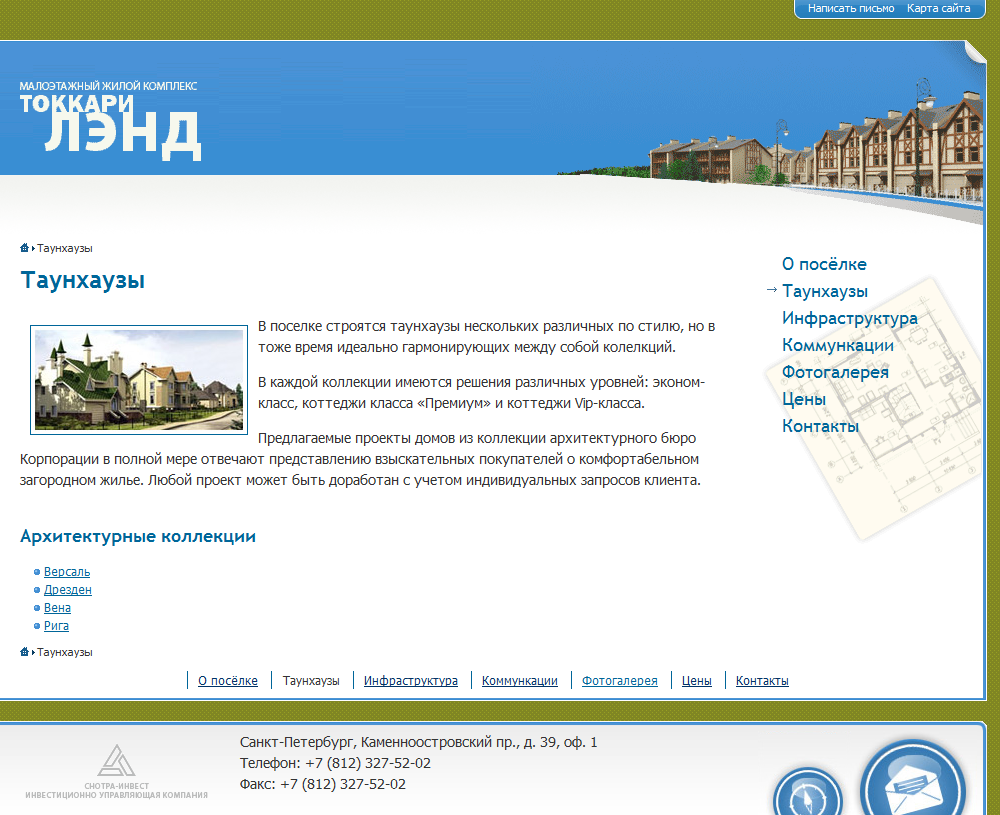 Написать письмо Карта сайта
МАЛОЭТАЖНЫЙ ЖИЛОЙ КОМПЛЕКС
ТОККАРИ
ЛЭНД
Таунхаузы
Таунхаузы
В поселке строятся таунхаузы нескольких различных по стилю, но в
тоже время идеально гармонирующих между собой колелкций.
В каждой коллекции имеются решения различных уровней: эконом-
класс, коттеджи класса «Премиум» и коттеджи Vip-класса.
Предлагаемые проекты домов из коллекции архитектурного бюро
Корпорации в полной мере отвечают представлению взыскательных покупателей о комфортабельном
загородном жилье. Любой проект может быть доработан с учетом индивидуальных запросов клиента.
О посёлке
Таунхаузы
Инфраструктура
Коммункации
Фотогалерея
Цены
Контакты
Архитектурные коллекции
Версаль
Дрезден
Вена
Рига
Таунхаузы
О посёлке Таунхаузы Инфраструктура Коммункации Фотогалерея Цены Контакты
СНОТРА-ИНВЕСТ
ИНВЕСТИЦИОННО УПРАВЛЯЮЩАЯ КОМПАНИЯ
Санкт-Петербург, Каменноостровский пр., д. 39, оф. 1
Телефон: +7 (812) 327-52-02
Факс: +7 (812) 327-52-02